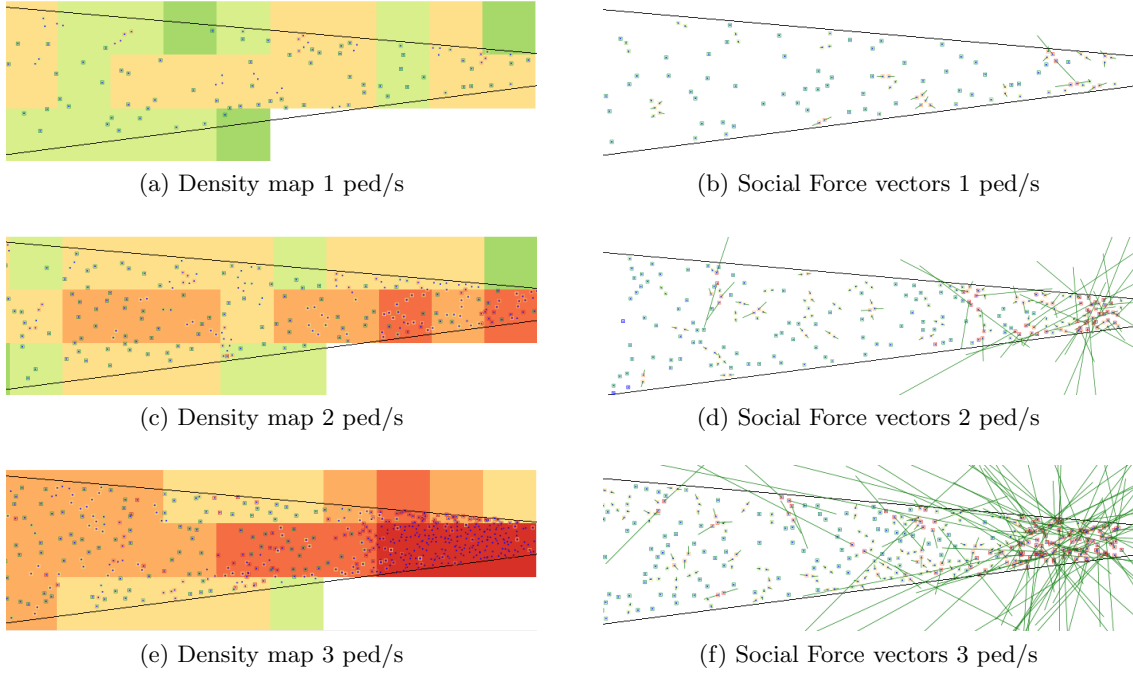 (a) Density map 1 ped/s
(b) Social Force vectors 1 ped/s
(c) Density map 2 ped/s
(d) Social Force vectors 2 ped/s
(e) Density map 3 ped/s
(f) Social Force vectors 3 ped/s